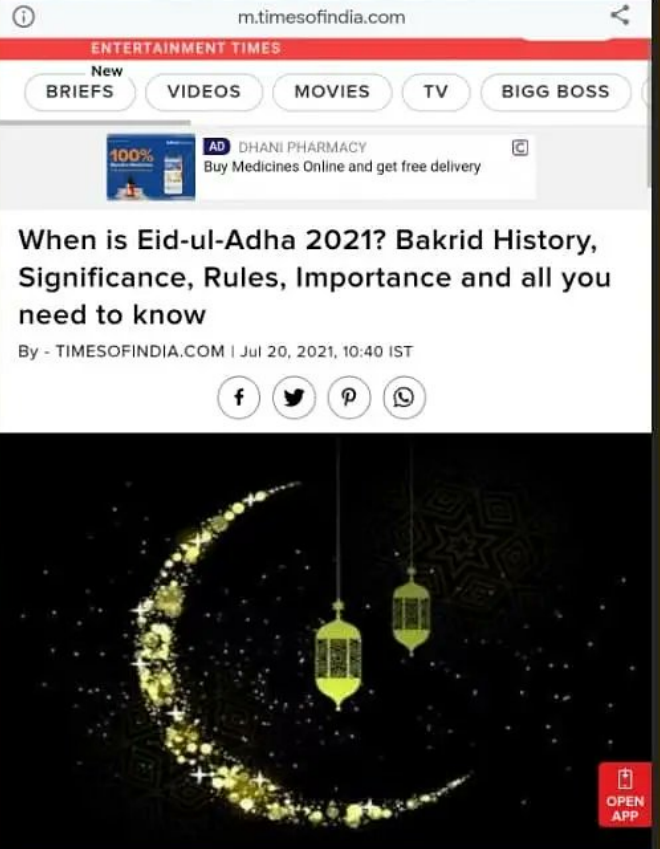 m.timesofindia.com
ENTERTAINMENT TIMES
New
BRIEFS VIDEOS MOVIES TV BIGG BOSS
100%
AD DHANI PHARMACY
Buy Medicines Online and get free delivery
When is Eid-ul-Adha 2021? Bakrid History,
Significance, Rules, Importance and all you
need to know
By - TIMESOFINDIA.COM | Jul 20, 2021, 10:40 IST
OPEN
APP